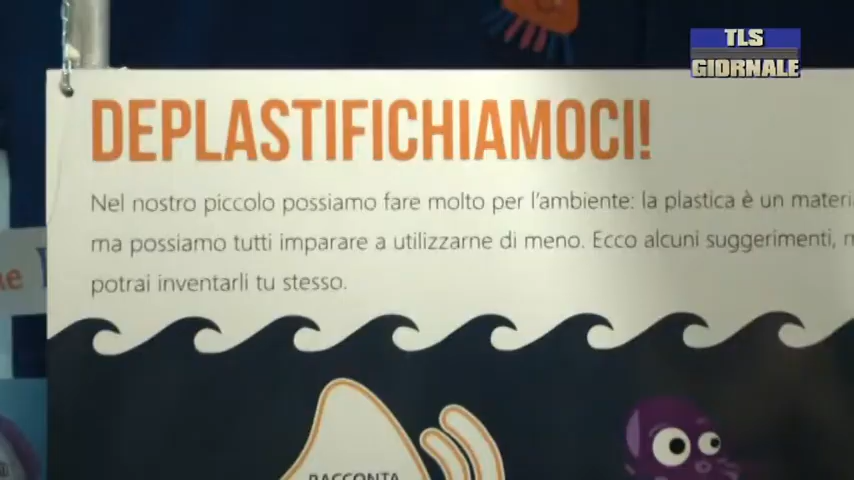 TLS
GIORNALE
DEPLASTIFICHIAMOCI!
Nel nostro piccolo possiamo fare molto per l'ambiente: la plastica è un materi
ma possiamo tutti imparare a utilizzarne di meno. Ecco alcuni suggerimenti,
potrai inventarli tu stesso.
RACCONTA